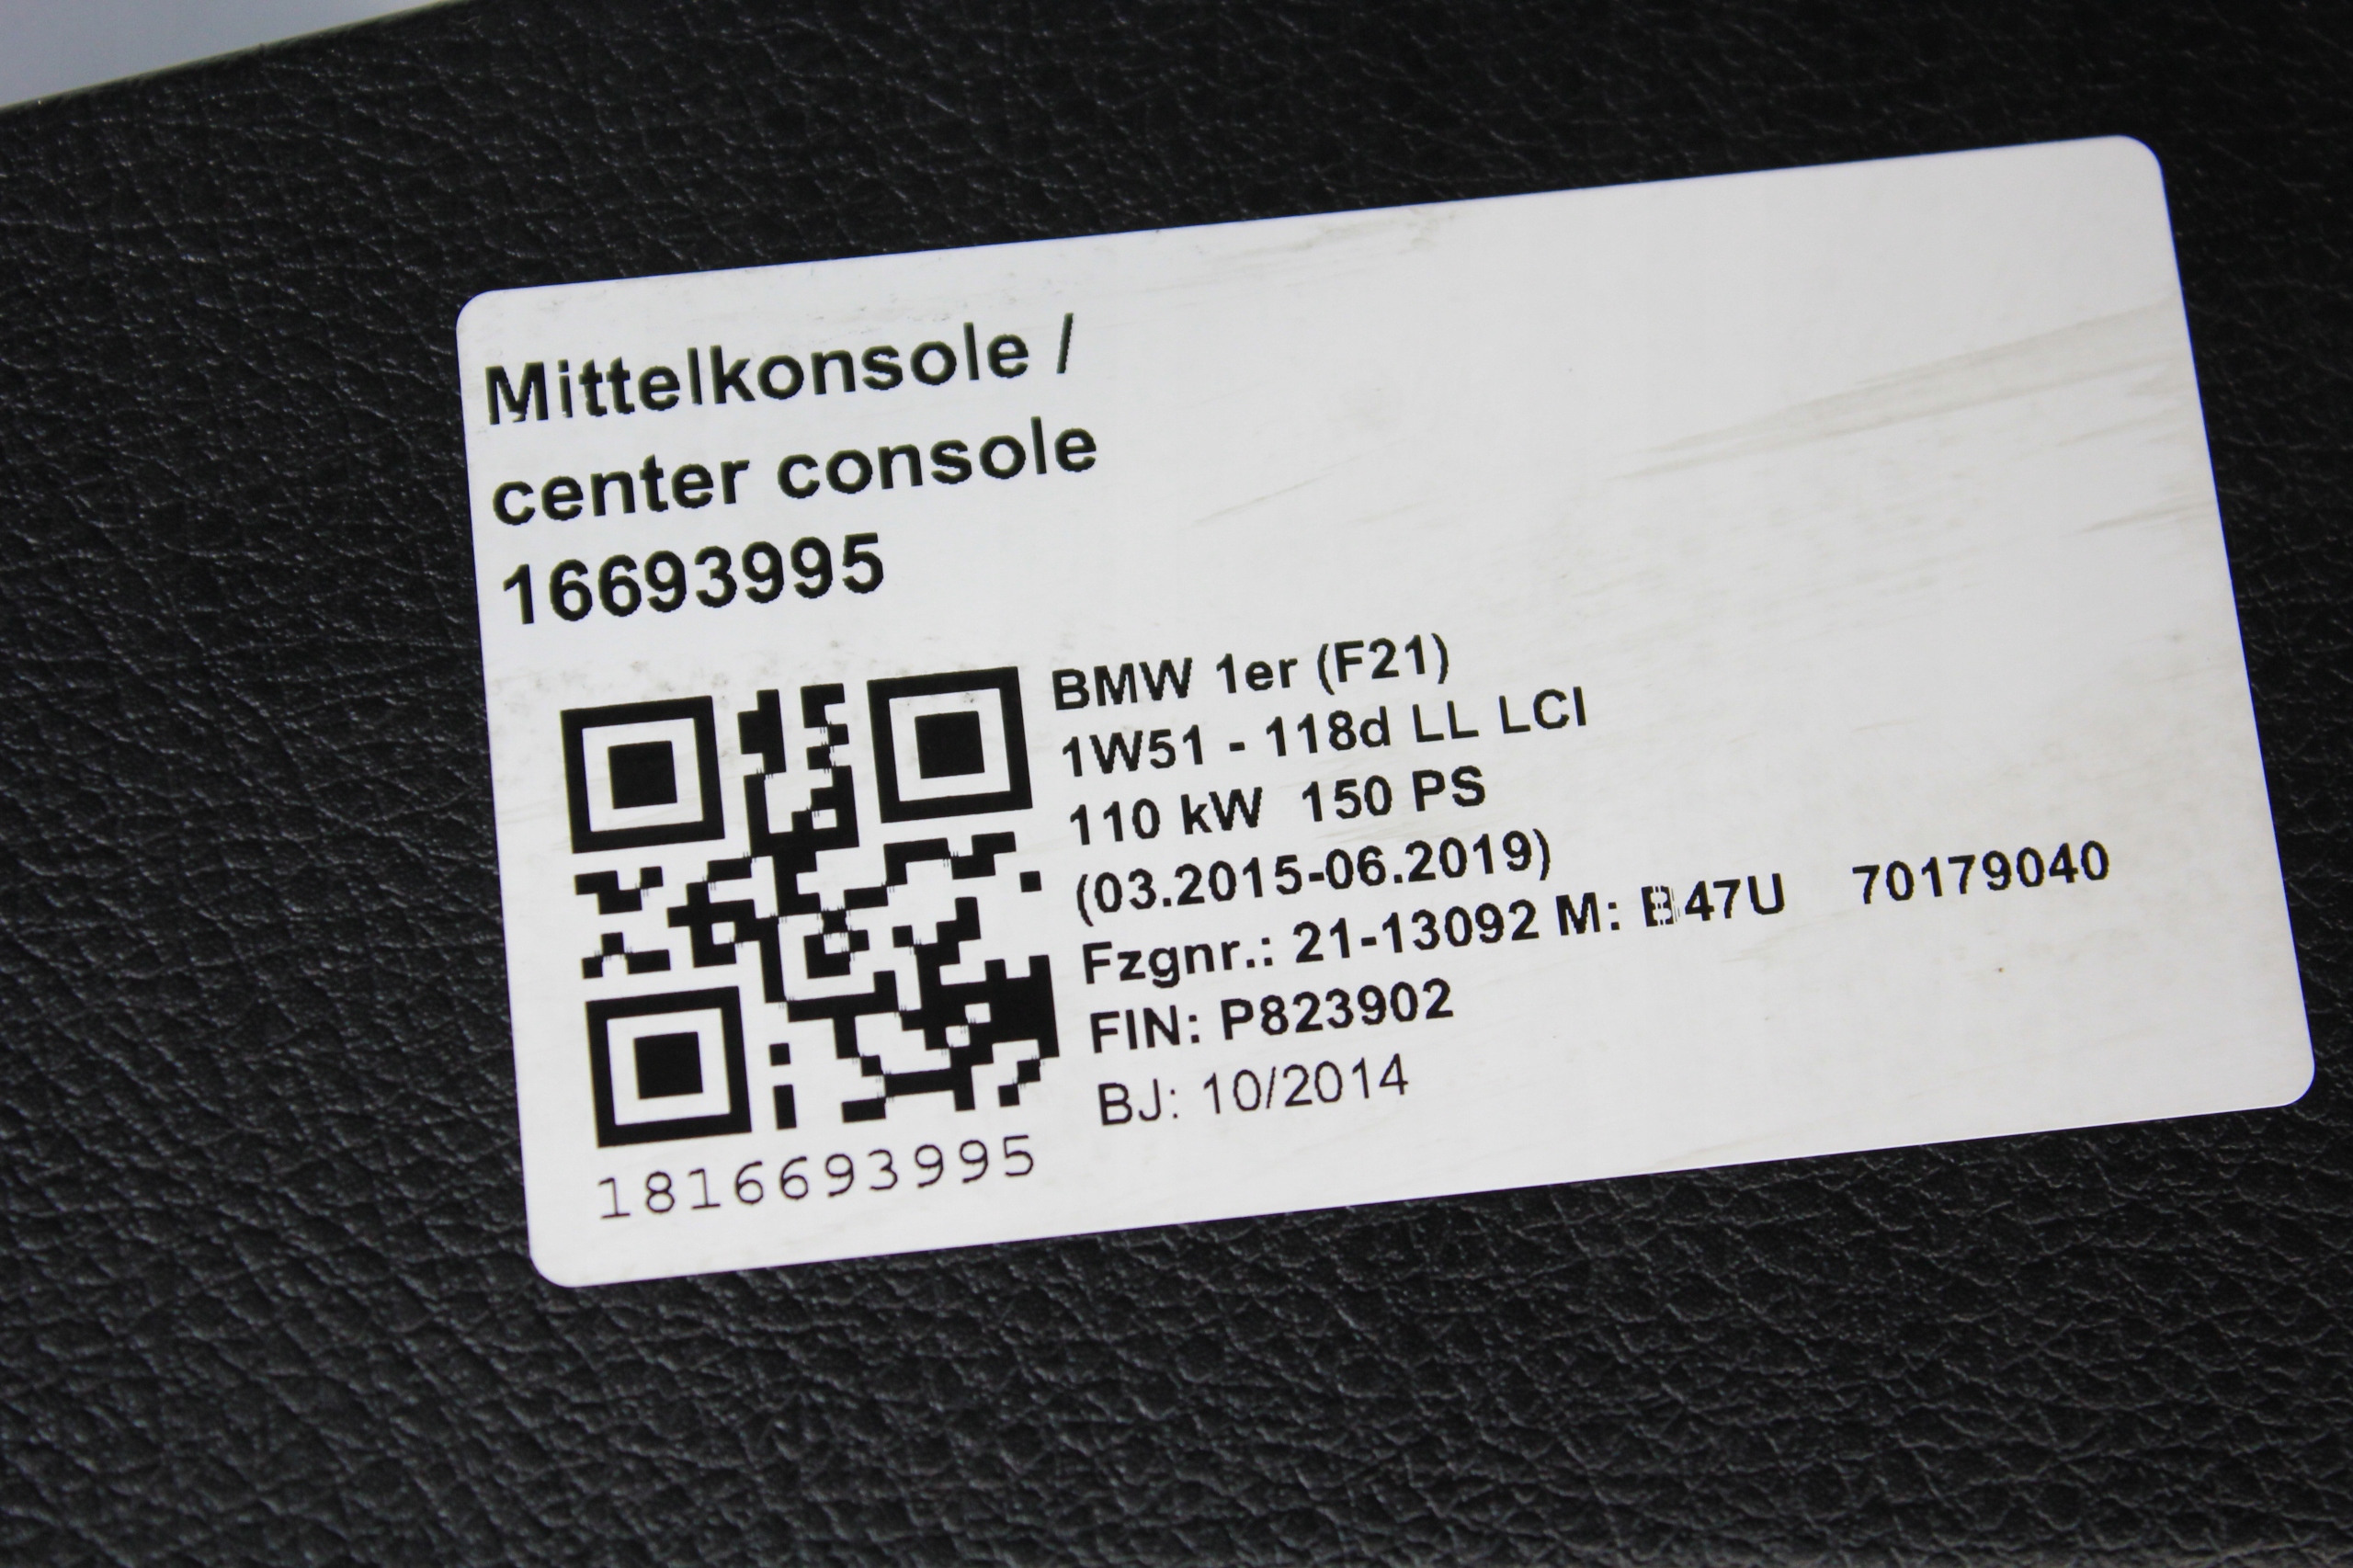 Mittelkonsole /
center console
16693995
BMW 1er (F21)
1W51 - 118d LL LCI
110 kW 150 PS
(03.2015-06.2019)
Fzgnr.: 21-13092 M: B47U 70179040
FIN: P823902
BJ: 10/2014
1816693995